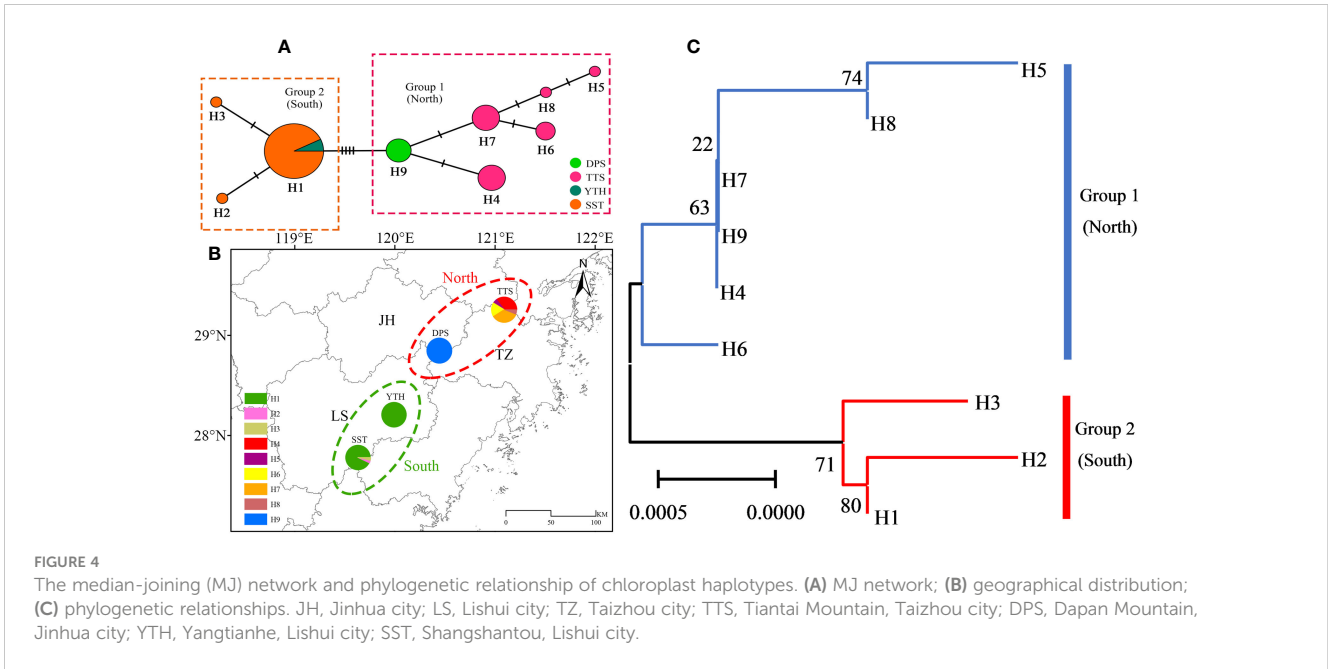 A
Group 2
(South)
H3
H1
H2
Group 1
(North)
H5
H8
H7
H6
H9
H4
DPS
TTS
YTH
SST
B
119°E 120°E 121°E 122°E
29°N
28°N
N
North
TTS
JH
DPS
TZ
YTH
LS
SST
South
H1
H2
H3
H4
H5
H6
H7
H8
H9
0 50 100
KM
C
H5
74
H8
22
H7
63
H9
H4
H6
Group 1
(North)
H3
71
H2
80
H1
Group 2
(South)
0.0005 0.0000
FIGURE 4
The median-joining (MJ) network and phylogenetic relationship of chloroplast haplotypes. (A) MJ network; (B) geographical distribution;
(C) phylogenetic relationships. JH, Jinhua city; LS, Lishui city; TZ, Taizhou city; TTS, Tiantai Mountain, Taizhou city; DPS, Dapan Mountain,
Jinhua city; YTH, Yangtianhe, Lishui city; SST, Shangshantou, Lishui city.